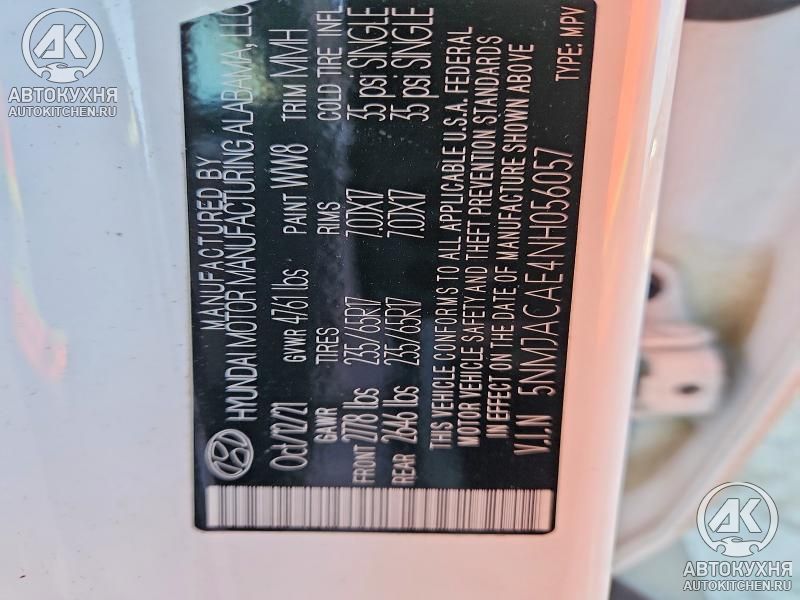 AK
АВТОКУХНЯ
AUTOKITCHEN.RU
MANUFACTURED BY
HYUNDAI MOTOR MANUFACTURING ALABAMA, LLC
Oct/12/21 GVWR 4761 lbs PAINT WW8 TRIM MMH
GAWR TIRES RIMS COLD TIRE INFL
FRONT 2778 lbs 235/65R17 7.0JX17 35 psi SINGLE
REAR 2646 lbs 235/65R17 7.0JX17 35 psi SINGLE
THIS VEHICLE CONFORMS TO ALL APPLICABLE U.S.A. FEDERAL
MOTOR VEHICLE SAFETY AND THEFT PREVENTION STANDARDS
IN EFFECT ON THE DATE OF MANUFACTURE SHOWN ABOVE
V.I.N 5NMJACAE4NH056057
TYPE: MPV
AK
АВТОКУХНЯ
AUTOKITCHEN.RU